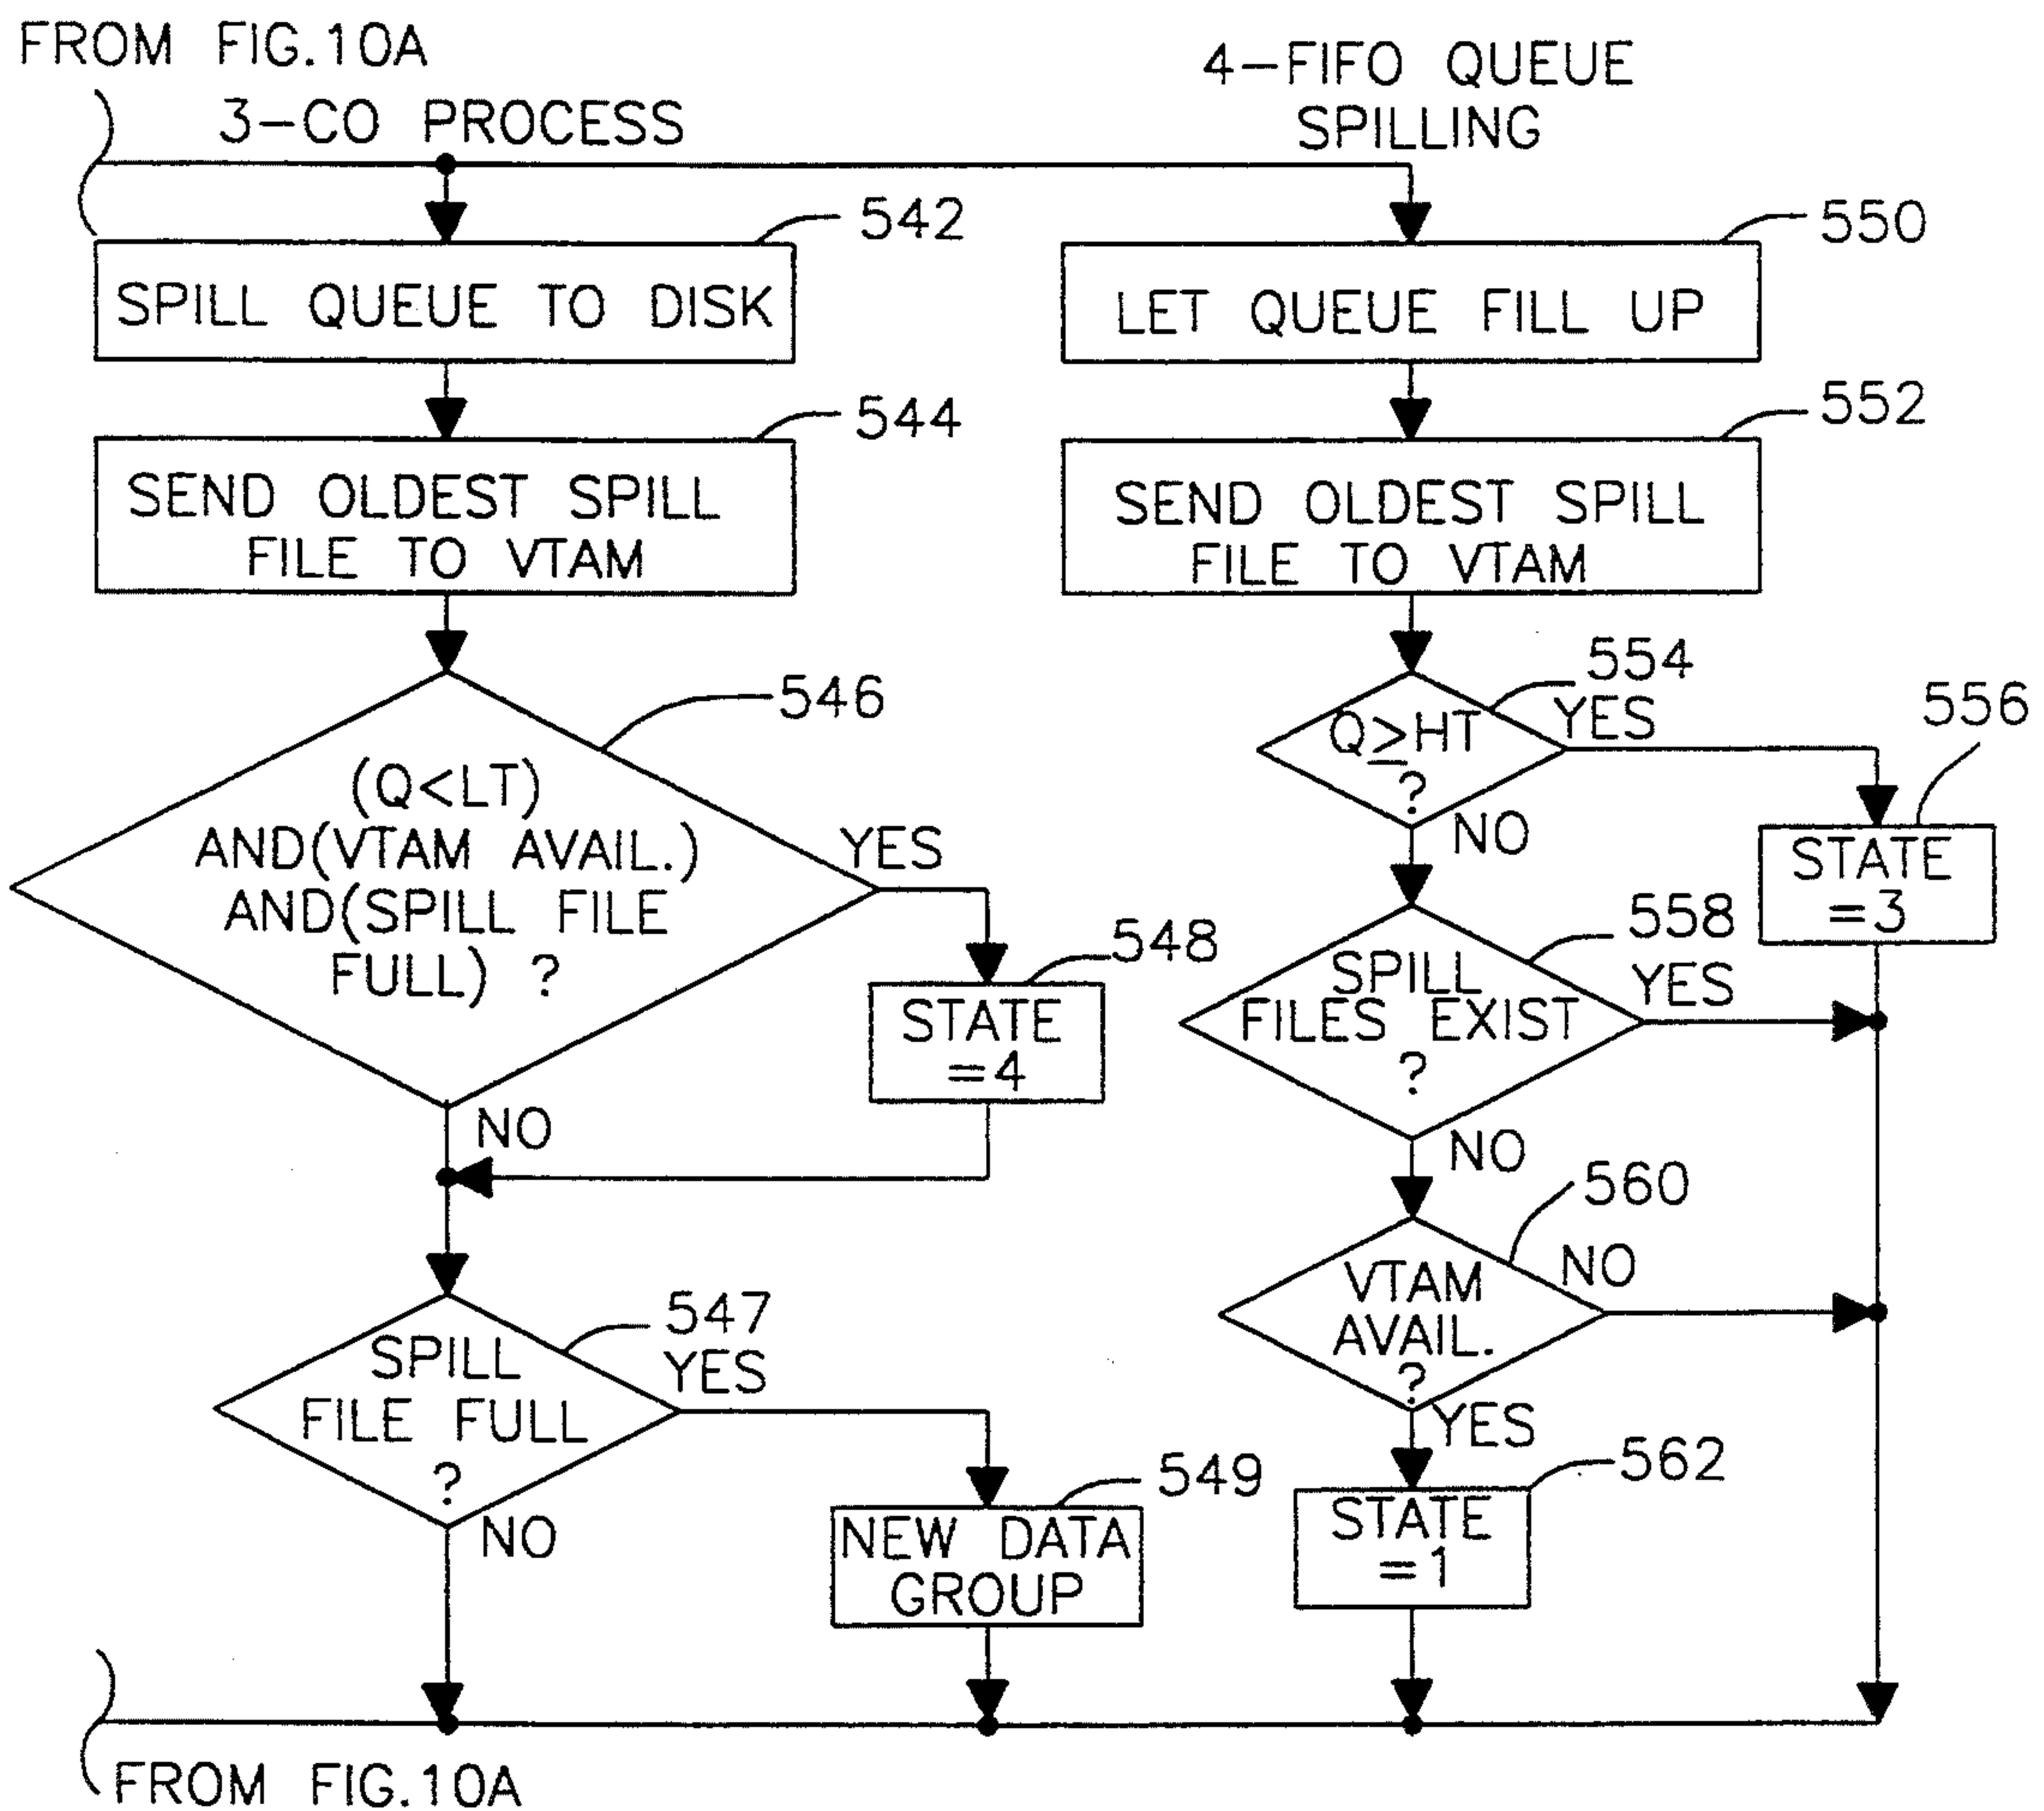 FROM FIG.10A
3-CO PROCESS
4-FIFO QUEUE
SPILLING
542
SPILL QUEUE TO DISK
544
SEND OLDEST SPILL
FILE TO VTAM
546
(Q<LT)
AND(VTAM AVAIL.)
AND(SPILL FILE
FULL) ?
YES
548
STATE
=4
NO
547
SPILL
FILE FULL
?
YES
549
NEW DATA
GROUP
NO
550
LET QUEUE FILL UP
552
SEND OLDEST SPILL
FILE TO VTAM
554
Q≥HT
?
YES
556
STATE
=3
NO
558
SPILL
FILES EXIST
?
YES
NO
560
VTAM
AVAIL.
?
NO
YES
562
STATE
=1
FROM FIG.10A